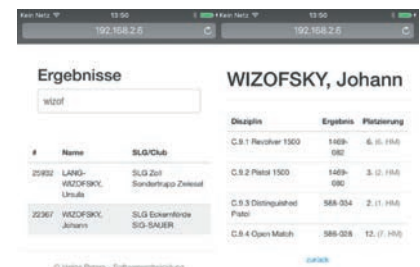 Kein Netz 13:50
192.168.2.6
Ergebnisse
wizof
# Name SLG/Club
25932 LANG-WIZOFSKY, Ursula SLG Zoll Sondertrupp Zwiesel
22367 WIZOFSKY, Johann SLG Eckernförde SIG-SAUER
Kein Netz 13:50
192.168.2.6
WIZOFSKY, Johann
Disziplin Ergebnis Platzierung
C.9.1 Revolver 1500 1469-082 6. (6. HM)
C.9.2 Pistol 1500 1469-080 3. (2. HM)
C.9.3 Distinguished Pistol 588-034 2. (1. HM)
C.9.4 Open Match 586-028 12. (7. HM)
zurück